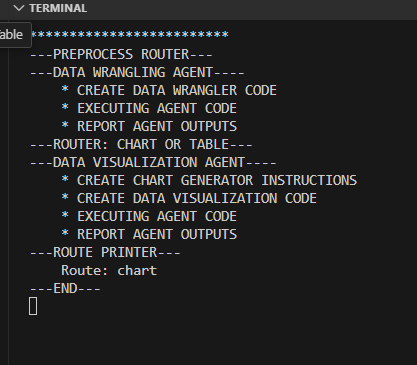 TERMINAL
Table
*************************
---PREPROCESS ROUTER---
---DATA WRANGLING AGENT----
    * CREATE DATA WRANGLER CODE
    * EXECUTING AGENT CODE
    * REPORT AGENT OUTPUTS
---ROUTER: CHART OR TABLE---
---DATA VISUALIZATION AGENT----
    * CREATE CHART GENERATOR INSTRUCTIONS
    * CREATE DATA VISUALIZATION CODE
    * EXECUTING AGENT CODE
    * REPORT AGENT OUTPUTS
---ROUTE PRINTER---
    Route: chart
---END---